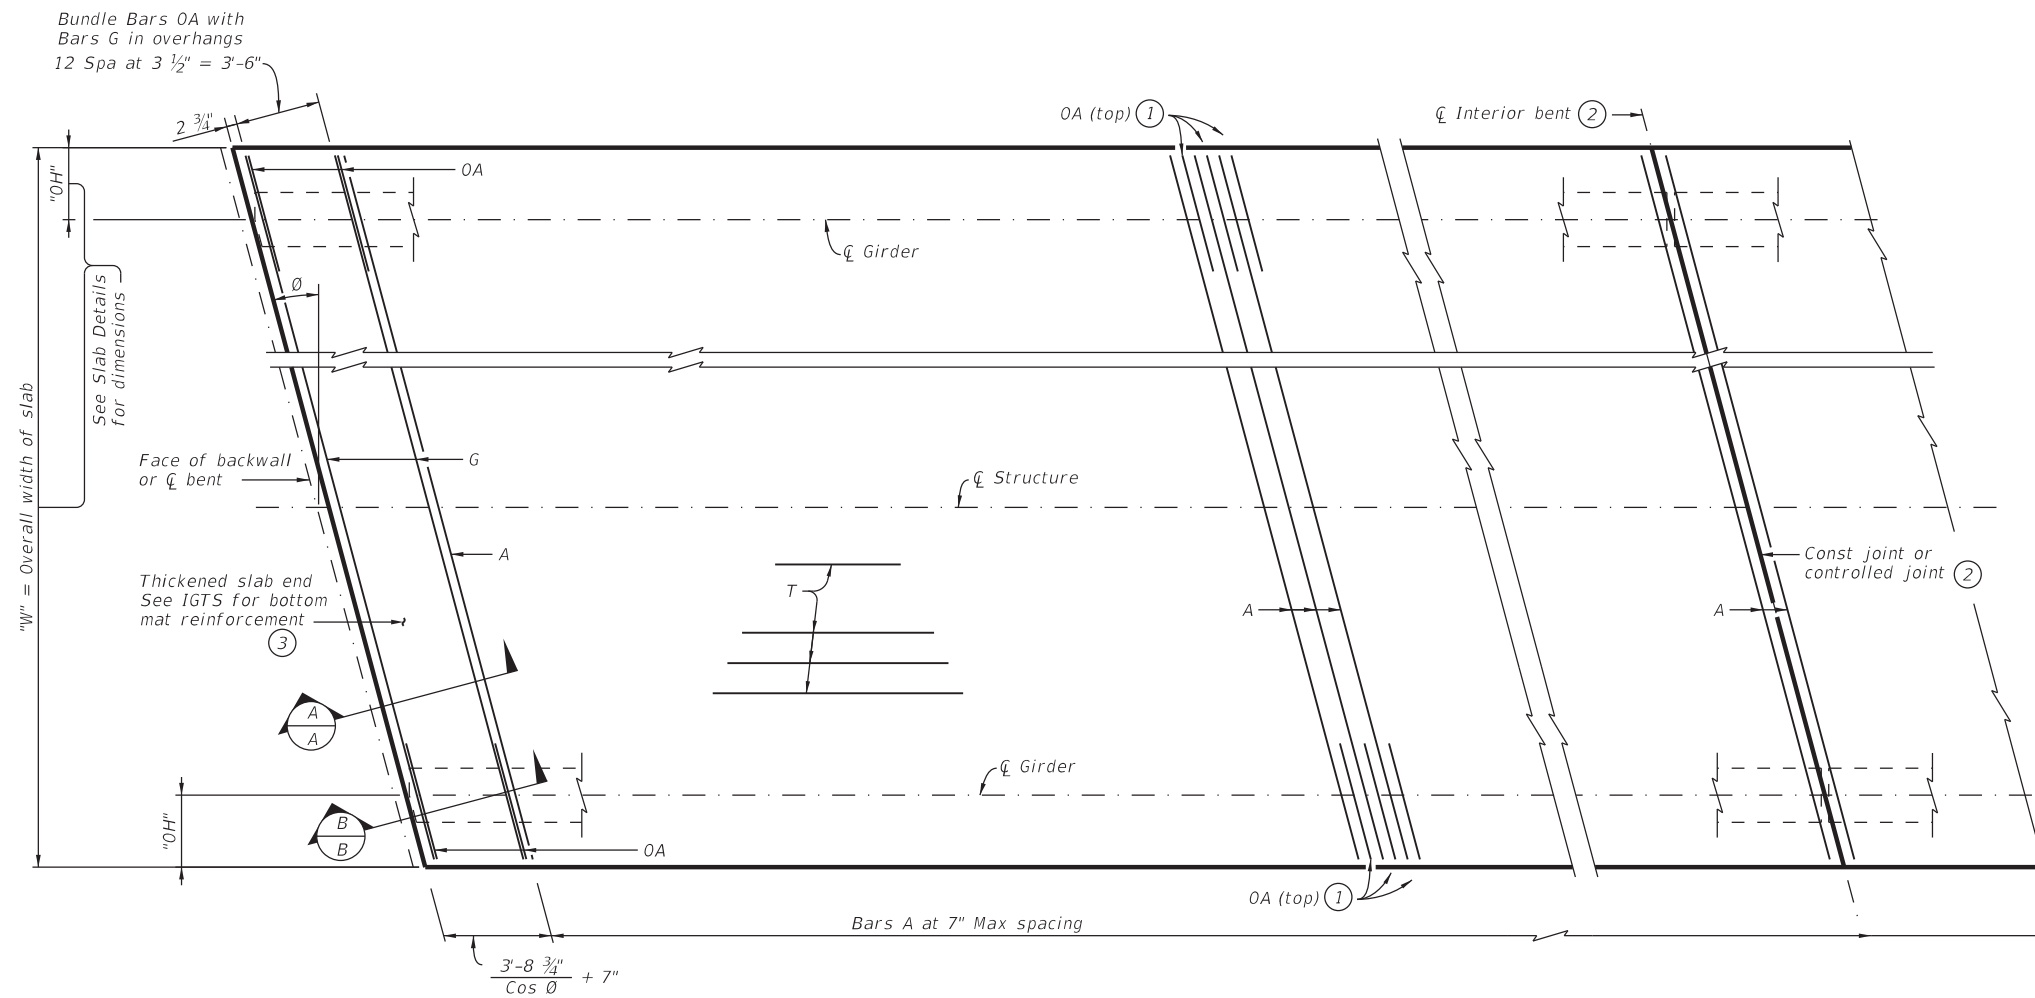 Bundle Bars OA with
Bars G in overhangs
12 Spa at 3 ½" = 3'-6"
2 ¾"
OA (top) 1
℄ Interior bent 2
"OH"
OA
℄ Girder
Ø
See Slab Details
for dimensions
"W" = Overall width of slab
Face of backwall
or ℄ bent
G
℄ Structure
A
Thickened slab end
See IGTS for bottom
mat reinforcement
3
T
A
A
Const joint or
controlled joint 2
A
A
℄ Girder
"OH"
B
B
OA
OA (top) 1
Bars A at 7" Max spacing
3'-8 ¾"
Cos Ø
+ 7"